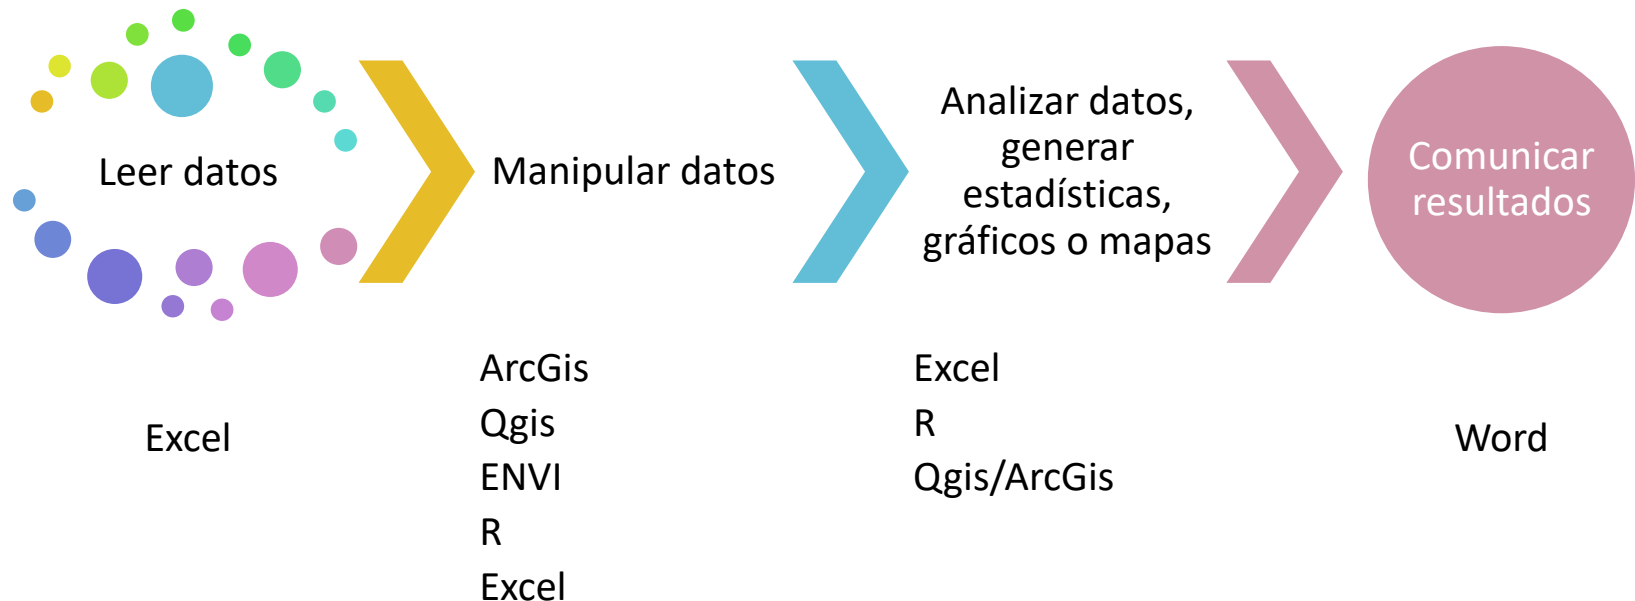 Leer datos
Manipular datos
Analizar datos,
generar
estadísticas,
gráficos o mapas
Comunicar
resultados
Excel
ArcGis
Qgis
ENVI
R
Excel
Excel
R
Qgis/ArcGis
Word